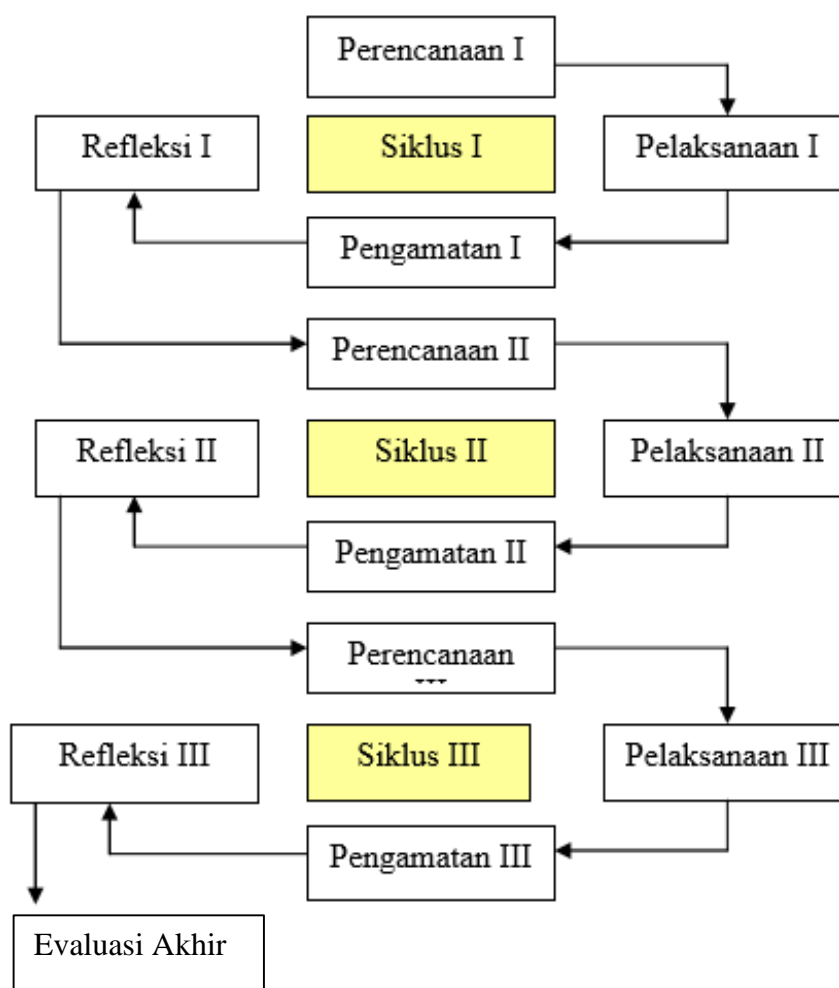 Perencanaan I
Refleksi I
Siklus I
Pelaksanaan I
Pengamatan I
Perencanaan II
Refleksi II
Siklus II
Pelaksanaan II
Pengamatan II
Perencanaan
Refleksi III
Siklus III
Pelaksanaan III
Pengamatan III
Evaluasi Akhir